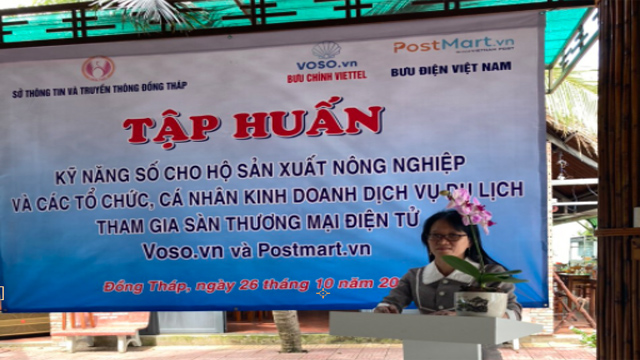 SỞ THÔNG TIN VÀ TRUYỀN THÔNG ĐỒNG THÁP
VOSO.vn
BƯU CHÍNH VIETTEL
PostMart.vn
BƯU ĐIỆN VIỆT NAM
TẬP HUẤN
KỸ NĂNG SỐ CHO HỘ SẢN XUẤT NÔNG NGHIỆP
VÀ CÁC TỔ CHỨC, CÁ NHÂN KINH DOANH DỊCH VỤ DU LỊCH
THAM GIA SÀN THƯƠNG MẠI ĐIỆN TỬ
Voso.vn và Postmart.vn
Đồng Tháp, ngày 26 tháng 10 năm 20